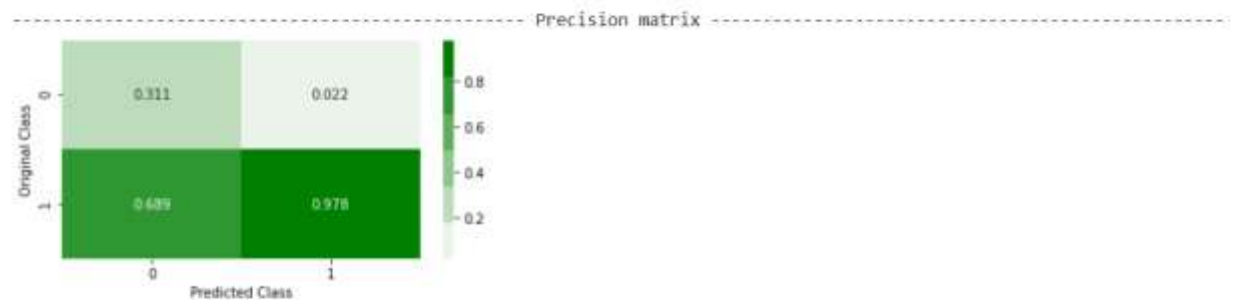 Precision matrix
0.311 0.022 0.8
0
0.6
Original Class
0.4
0.689 0.978
1
0.2
0 1
Predicted Class